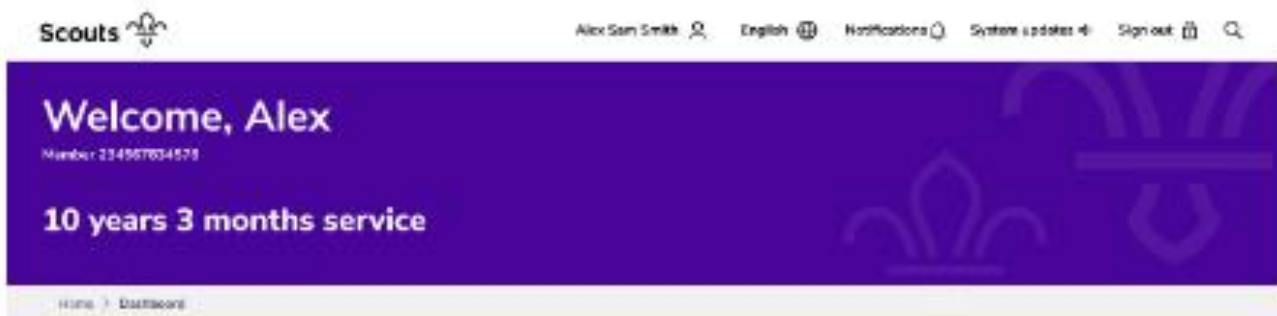 Scouts
Alex Sam Smith English Notifications System updates Sign out
Welcome, Alex
Member
10 years 3 months service
Home > Dashboard